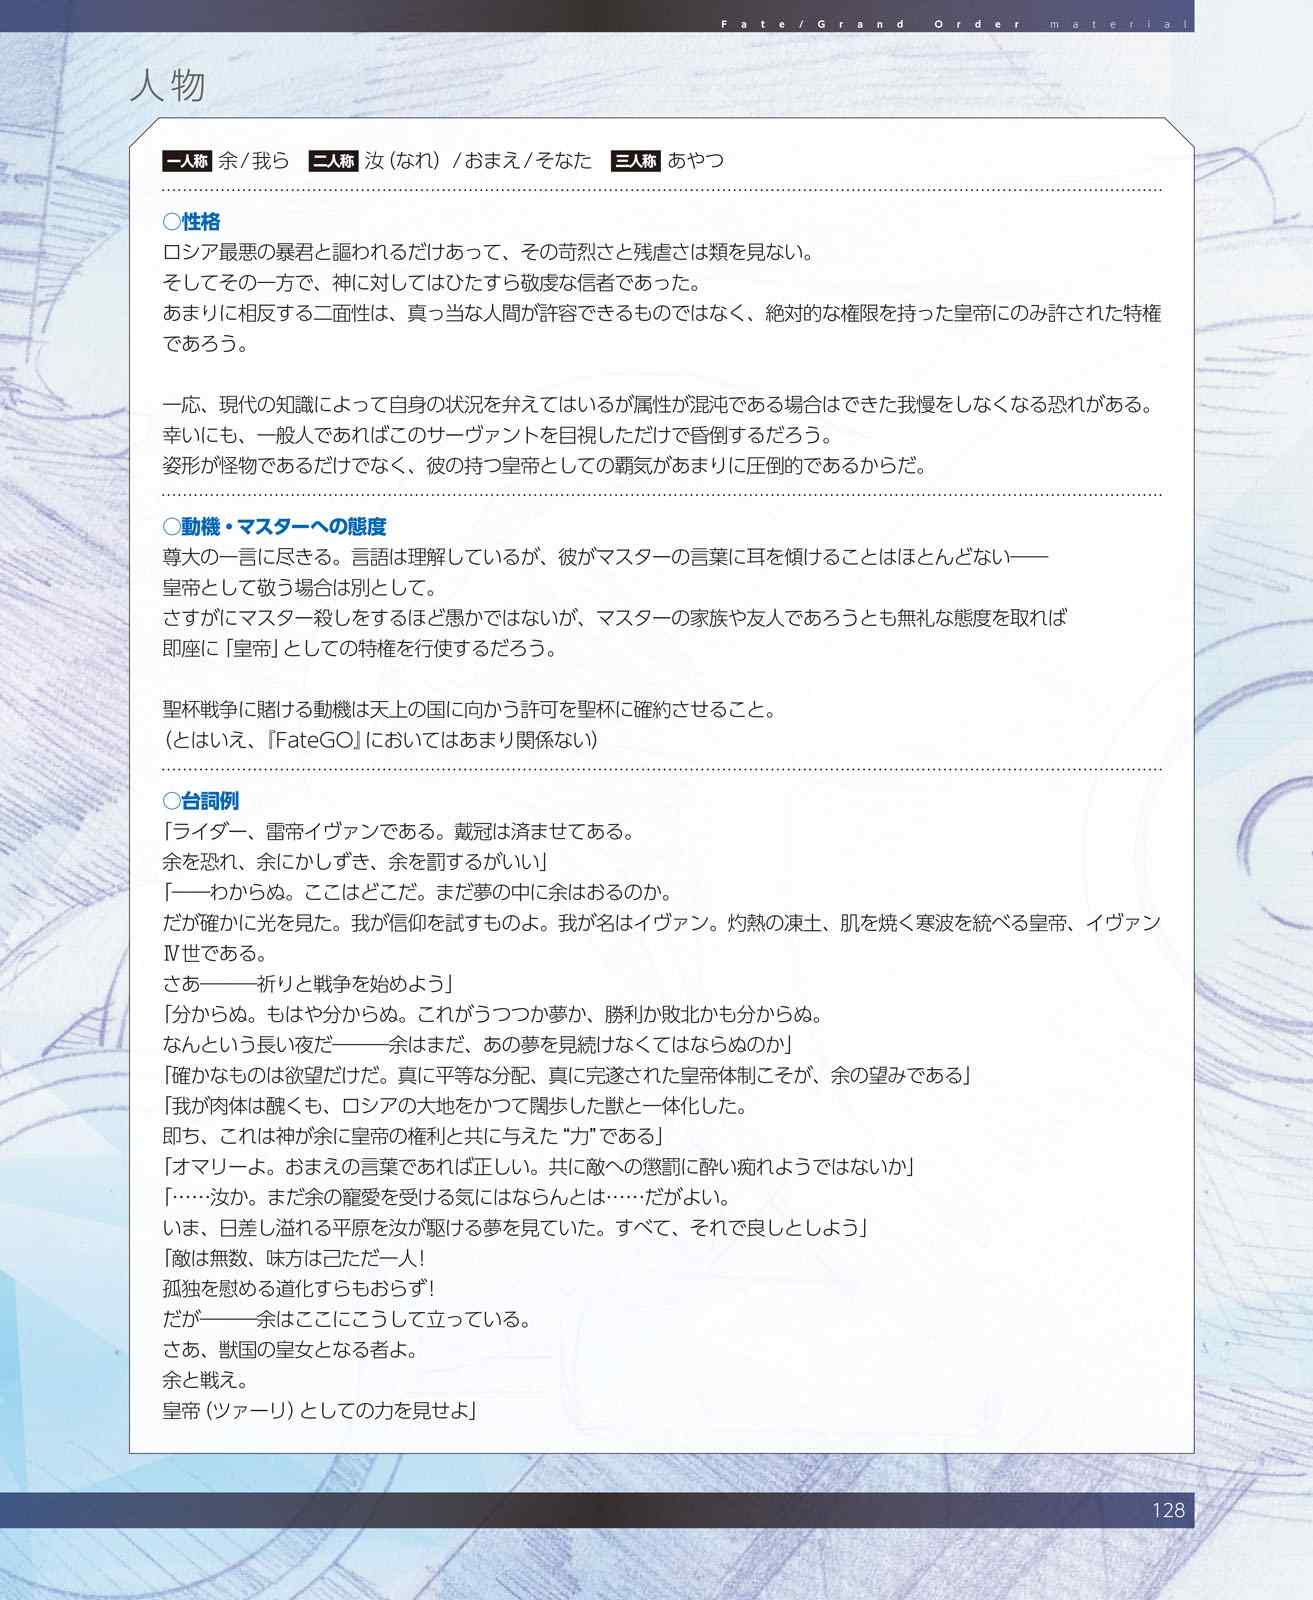 Fate/Grand Order material
人物
一人称 余/我ら 二人称 汝(なれ)/おまえ/そなた 三人称 あやつ
○性格
ロシア最悪の暴君と謳われるだけあって、その苛烈さと残虐さは類を見ない。
そしてその一方で、神に対してはひたすら敬虔な信者であった。
あまりに相反する二面性は、真っ当な人間が許容できるものではなく、絶対的な権限を持った皇帝にのみ許された特権
であろう。
一応、現代の知識によって自身の状況を弁えてはいるが属性が混沌である場合はできた我慢をしなくなる恐れがある。
幸いにも、一般人であればこのサーヴァントを目視しただけで昏倒するだろう。
姿形が怪物であるだけでなく、彼の持つ皇帝としての覇気があまりに圧倒的であるからだ。
○動機・マスターへの態度
尊大の一言に尽きる。言語は理解しているが、彼がマスターの言葉に耳を傾けることはほとんどない――
皇帝として敬う場合は別として。
さすがにマスター殺しをするほど愚かではないが、マスターの家族や友人であろうとも無礼な態度を取れば
即座に「皇帝」としての特権を行使するだろう。
聖杯戦争に賭ける動機は天上の国に向かう許可を聖杯に確約させること。
(とはいえ、『FateGO』においてはあまり関係ない)
○台詞例
「ライダー、雷帝イヴァンである。戴冠は済ませてある。
余を恐れ、余にかしずき、余を罰するがいい」
「――わからぬ。ここはどこだ。まだ夢の中に余はおるのか。
だが確かに光を見た。我が信仰を試すものよ。我が名はイヴァン。灼熱の凍土、肌を焼く寒波を統べる皇帝、イヴァン
Ⅳ世である。
さあ―――祈りと戦争を始めよう」
「分からぬ。もはや分からぬ。これがうつつか夢か、勝利か敗北かも分からぬ。
なんという長い夜だ―――余はまだ、あの夢を見続けなくてはならぬのか」
「確かなものは欲望だけだ。真に平等な分配、真に完遂された皇帝体制こそが、余の望みである」
「我が肉体は醜くも、ロシアの大地をかつて闊歩した獣と一体化した。
即ち、これは神が余に皇帝の権利と共に与えた“力”である」
「オマリーよ。おまえの言葉であれば正しい。共に敵への懲罰に酔い痴れようではないか」
「……汝か。まだ余の寵愛を受ける気にはならんとは……だがよい。
いま、日差し溢れる平原を汝が駆ける夢を見ていた。すべて、それで良しとしよう」
「敵は無数、味方は己ただ一人!
孤独を慰める道化すらもおらず!
だが―――余はここにこうして立っている。
さあ、獣国の皇女となる者よ。
余と戦え。
皇帝(ツァーリ)としての力を見せよ」
128